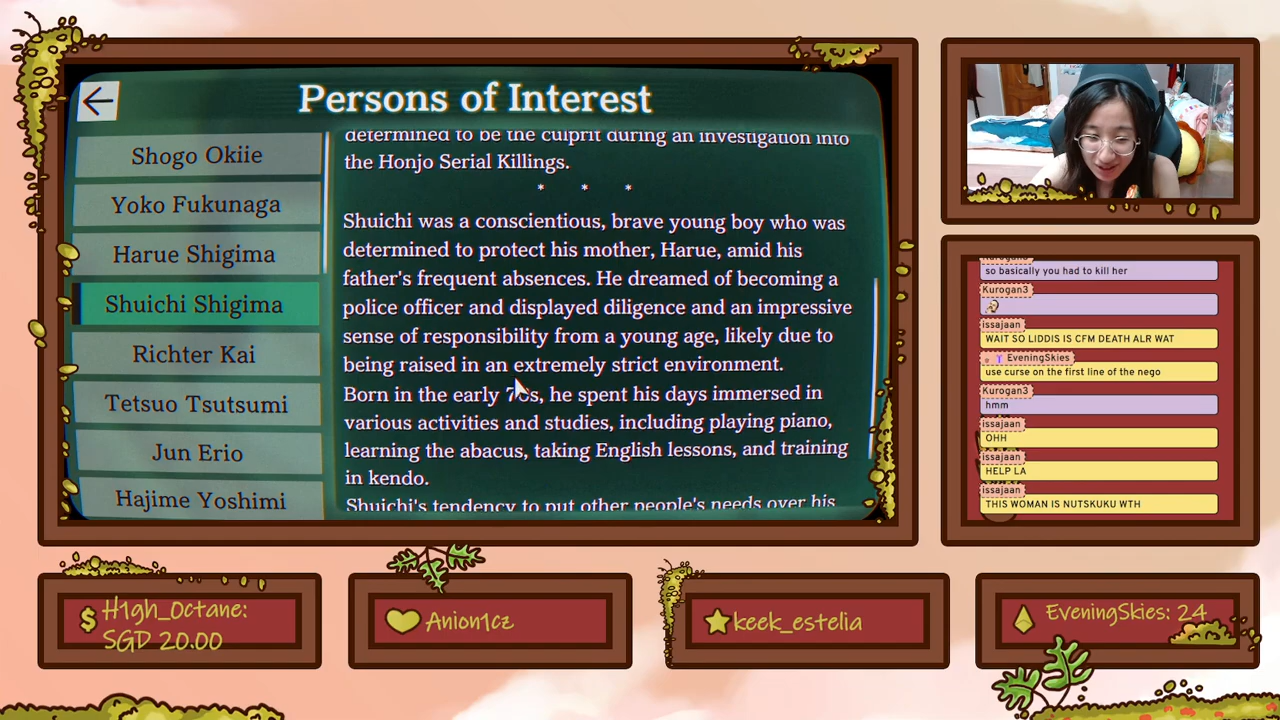 Persons of Interest
Shogo Okiie
Yoko Fukunaga
Harue Shigima
Shuichi Shigima
Richter Kai
Tetsuo Tsutsumi
Jun Erio
Hajime Yoshimi
determined to be the culprit during an investigation into
the Honjo Serial Killings.
* * *
Shuichi was a conscientious, brave young boy who was
determined to protect his mother, Harue, amid his
father's frequent absences. He dreamed of becoming a
police officer and displayed diligence and an impressive
sense of responsibility from a young age, likely due to
being raised in an extremely strict environment.
Born in the early 70s, he spent his days immersed in
various activities and studies, including playing piano,
learning the abacus, taking English lessons, and training
in kendo.
Shuichi's tendency to put other people's needs over his
so basically you had to kill her
Kurogan3
issajaan
WAIT SO LIDDIS IS CFM DEATH ALR WAT
EveningSkies
use curse on the first line of the nego
Kurogan3
hmm
OHH
issajaan
HELP LA
issajaan
THIS WOMAN IS NUTSKUKU WTH
$ H1gh_0ctane:
SGD 20.00
Anion1cz
keek_estelia
EveningSkies: 24